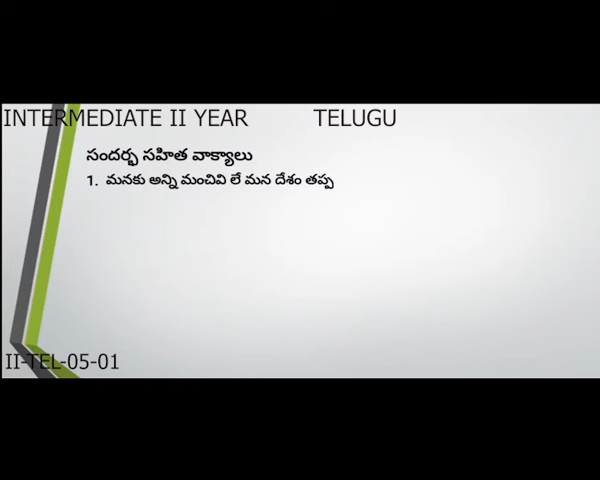 INTERMEDIATE II YEAR TELUGU
సందర్భ సహిత వాక్యాలు
1. మనకు అన్ని మంచివి లే మన దేశం తప్ప
II-TEL-05-01